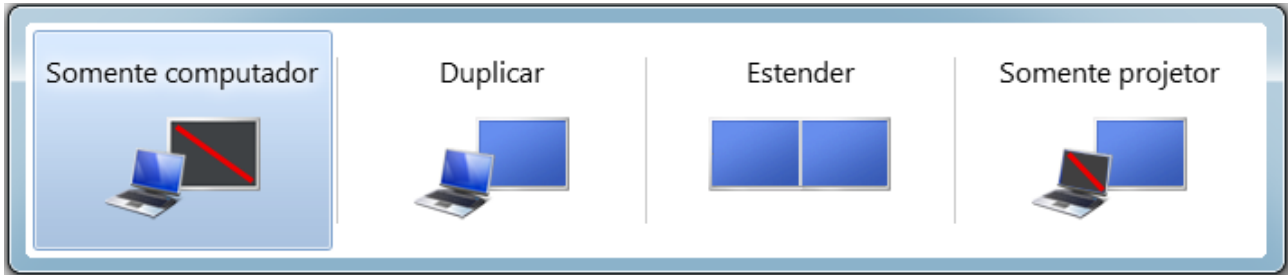 Somente computador
Duplicar
Estender
Somente projetor